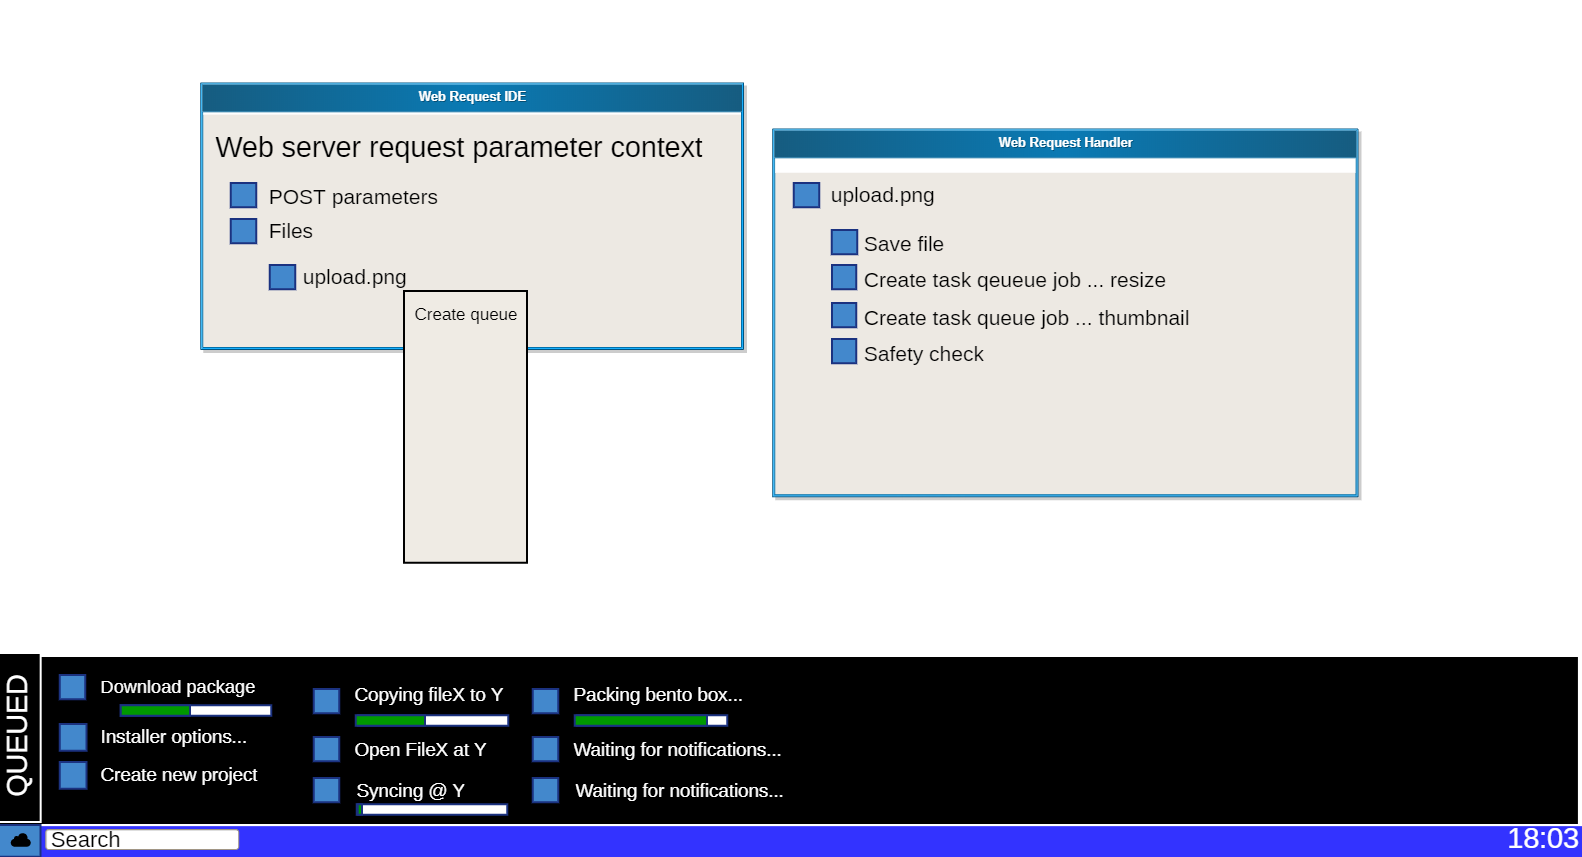 Web Request IDE
Web server request parameter context
POST parameters
Files
upload.png
Create queue
Web Request Handler
upload.png
Save file
Create task qeueue job ... resize
Create task queue job ... thumbnail
Safety check
QUEUED
Download package
Installer options...
Create new project
Copying fileX to Y
Open FileX at Y
Syncing @ Y
Packing bento box...
Waiting for notifications...
Waiting for notifications...
Search
18:03